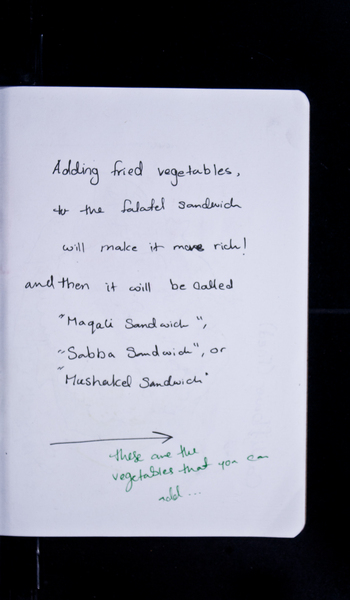 Adding fried vegetables,
to the falafel sandwich
will make it more rich!
and then it will be called
"Maqali Sandwich",
"Sabba Sandwich", or
"Mushakel Sandwich"
these are the
vegetables that you can
add...